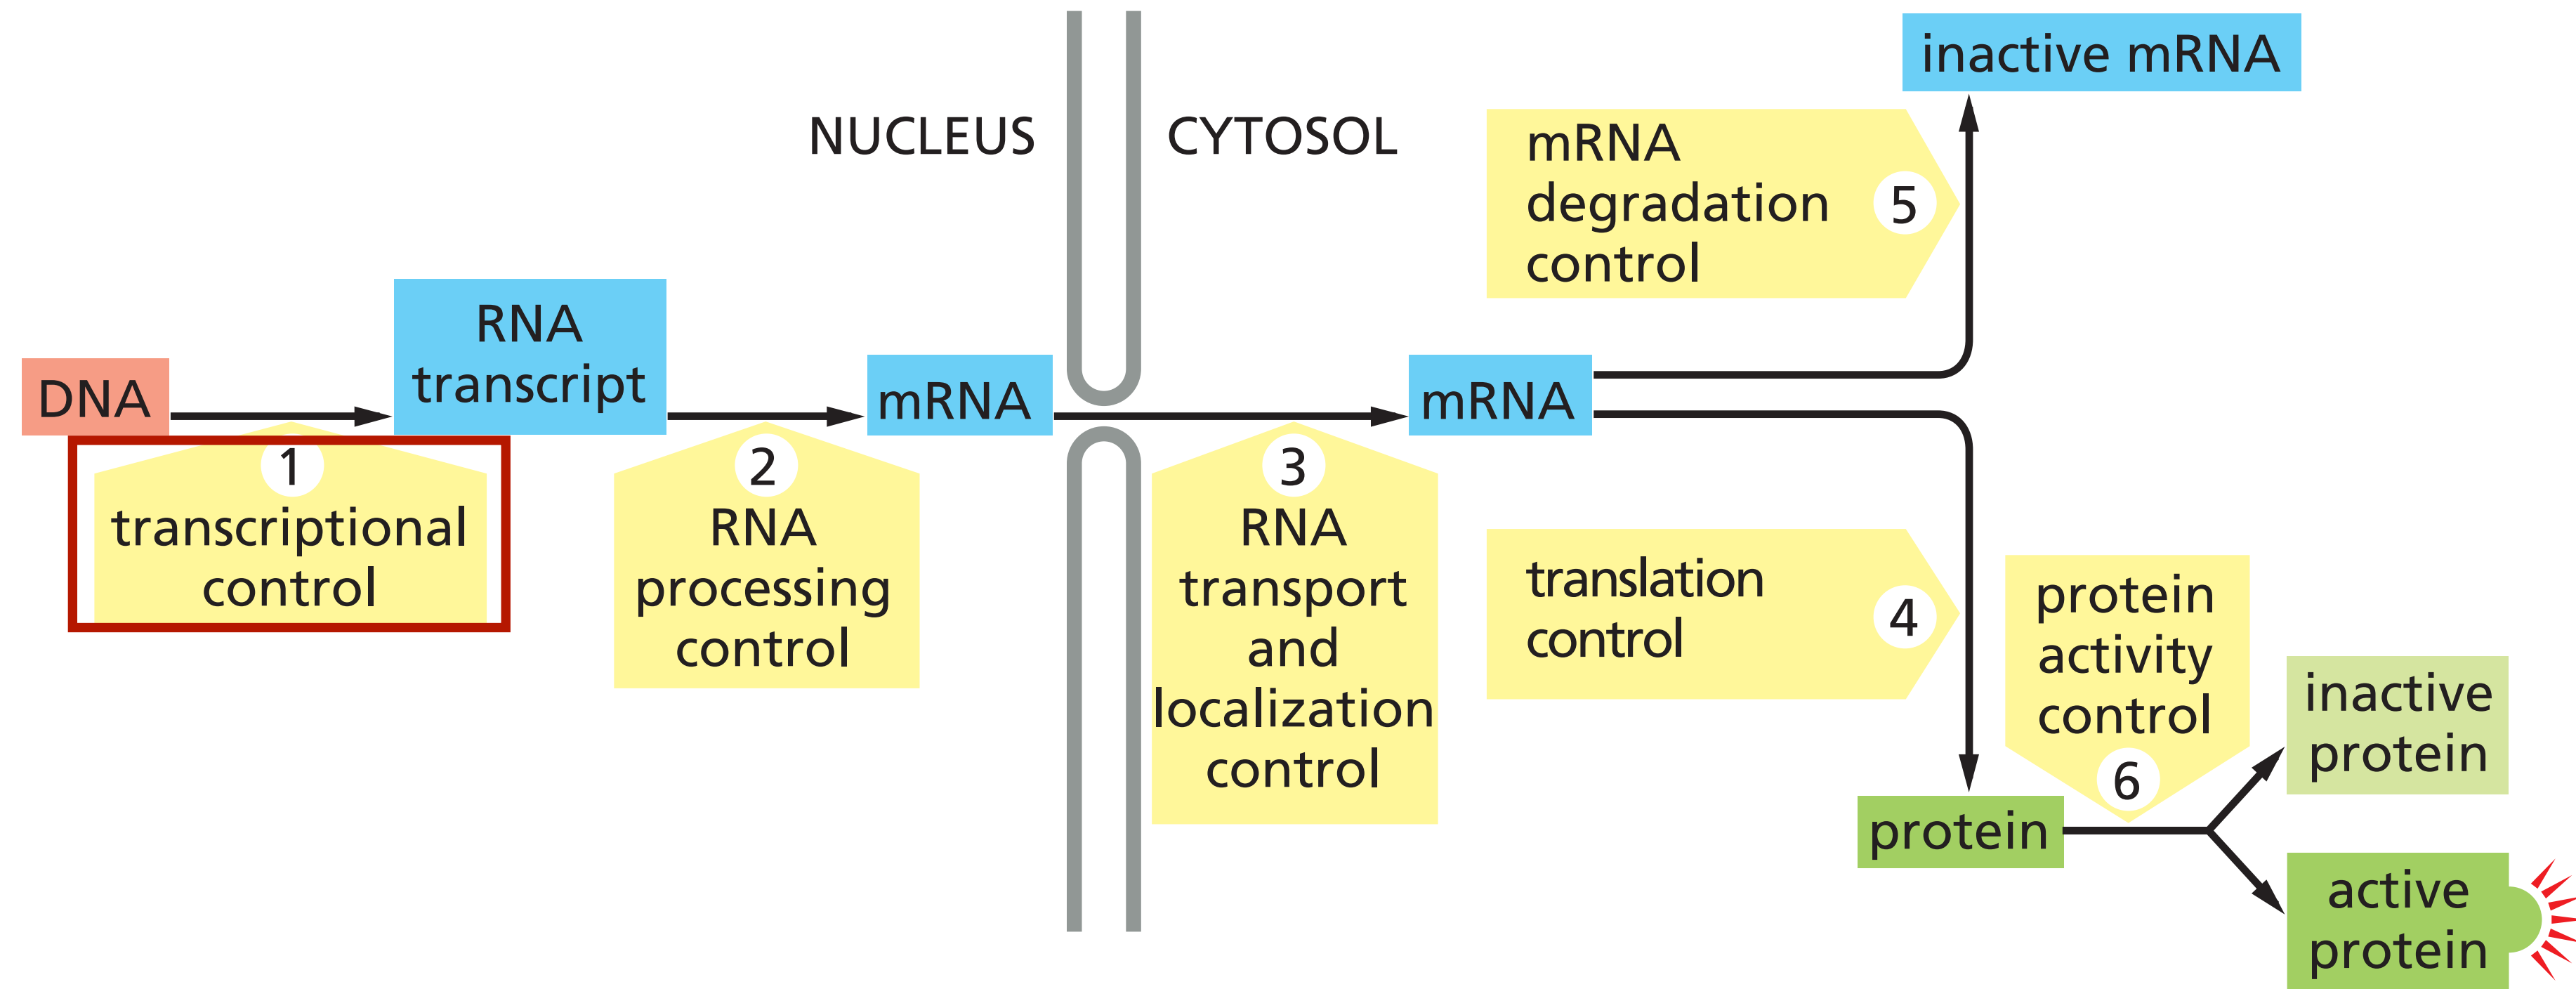 NUCLEUS
CYTOSOL
DNA
RNA
transcript
mRNA
mRNA
inactive mRNA
1
transcriptional
control
2
RNA
processing
control
3
RNA
transport
and
localization
control
mRNA
degradation
control
5
translation
control
4
protein
activity
control
6
protein
inactive
protein
active
protein